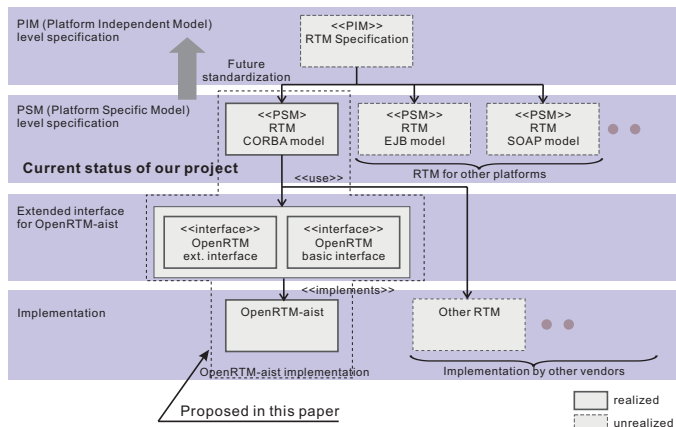 PIM (Platform Independent Model)
level specification
<<PIM>>
RTM Specification
Future
standardization
PSM (Platform Specific Model)
level specification
<<PSM>
RTM
CORBA model
<<PSM>>
RTM
EJB model
<<PSM>>
RTM
SOAP model
Current status of our project
RTM for other platforms
<<use>>
Extended interface
for OpenRTM-aist
<<interface>>
OpenRTM
ext. interface
<<interface>>
OpenRTM
basic interface
<<implements>>
Implementation
OpenRTM-aist
Other RTM
OpenRTM-aist implementation
Implementation by other vendors
Proposed in this paper
realized
unrealized